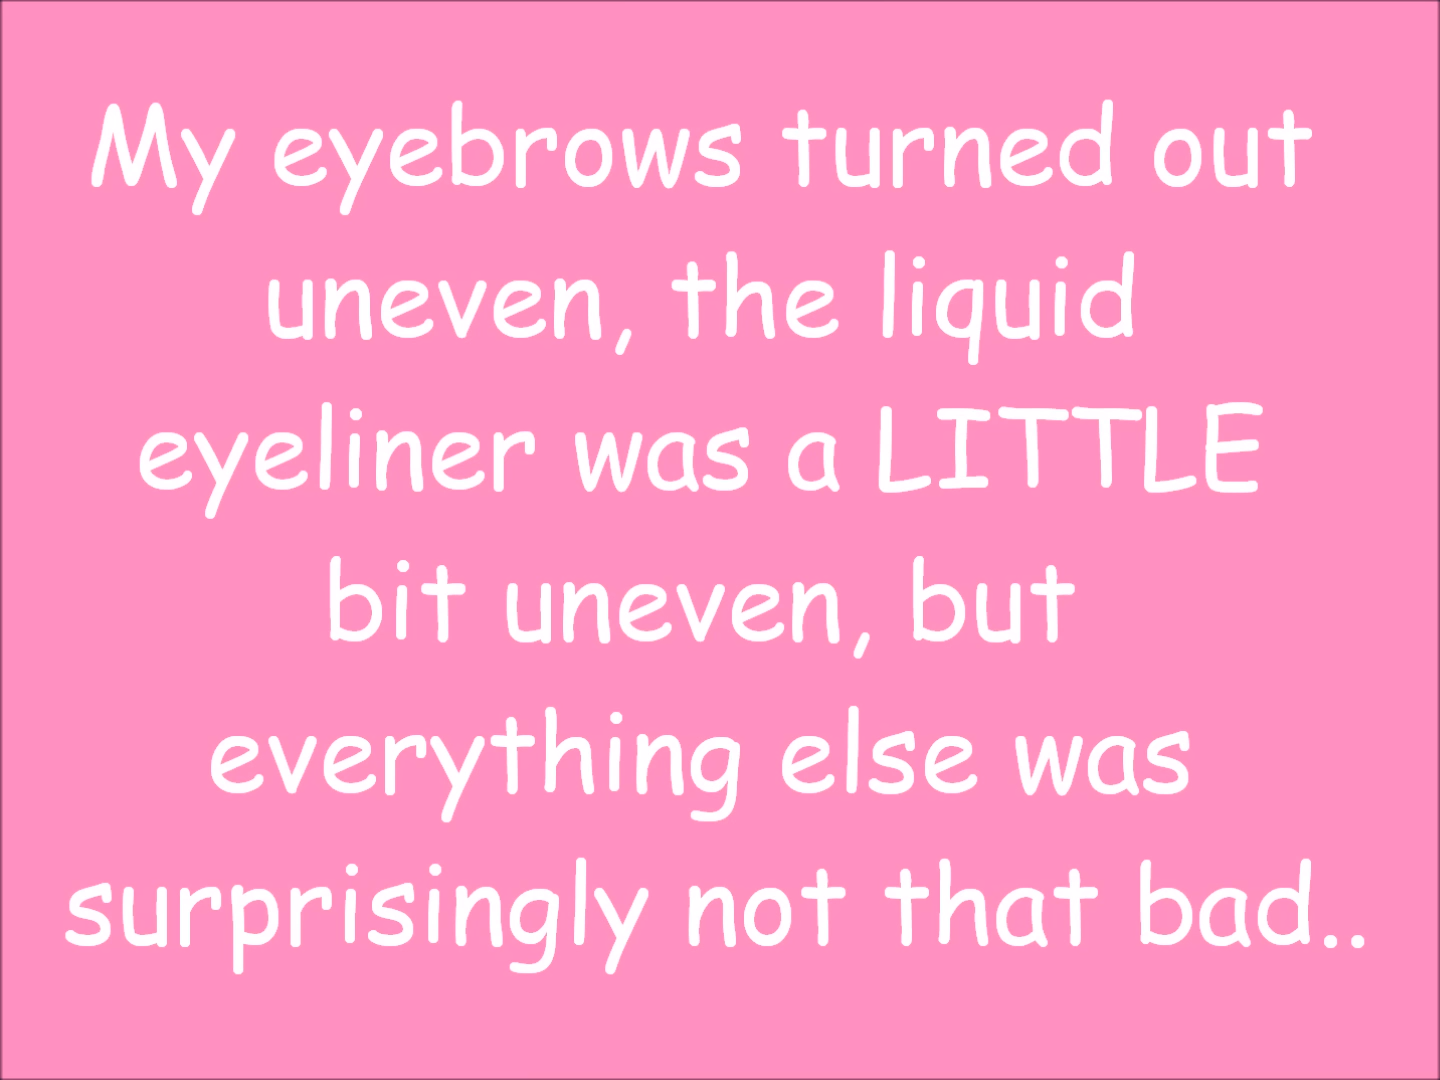 My eyebrows turned out
uneven, the liquid
eyeliner was a LITTLE
bit uneven, but
everything else was
surprisingly not that bad..